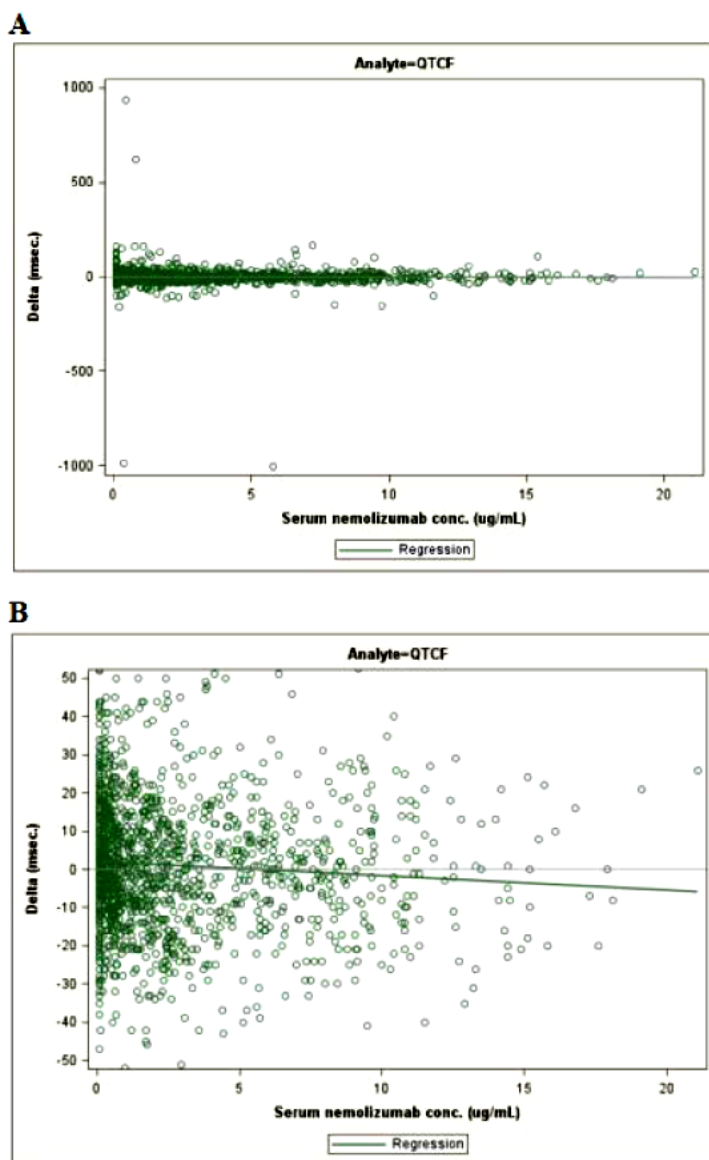 A
Analyte=QTCF
1000
500
0
-500
-1000
Delta (msec.)
0 5 10 15 20
Serum nemolizumab conc. (ug/mL)
Regression
B
Analyte=QTCF
50
40
30
20
10
0
-10
-20
-30
-40
-50
Delta (msec.)
0 5 10 15 20
Serum nemolizumab conc. (ug/mL)
Regression